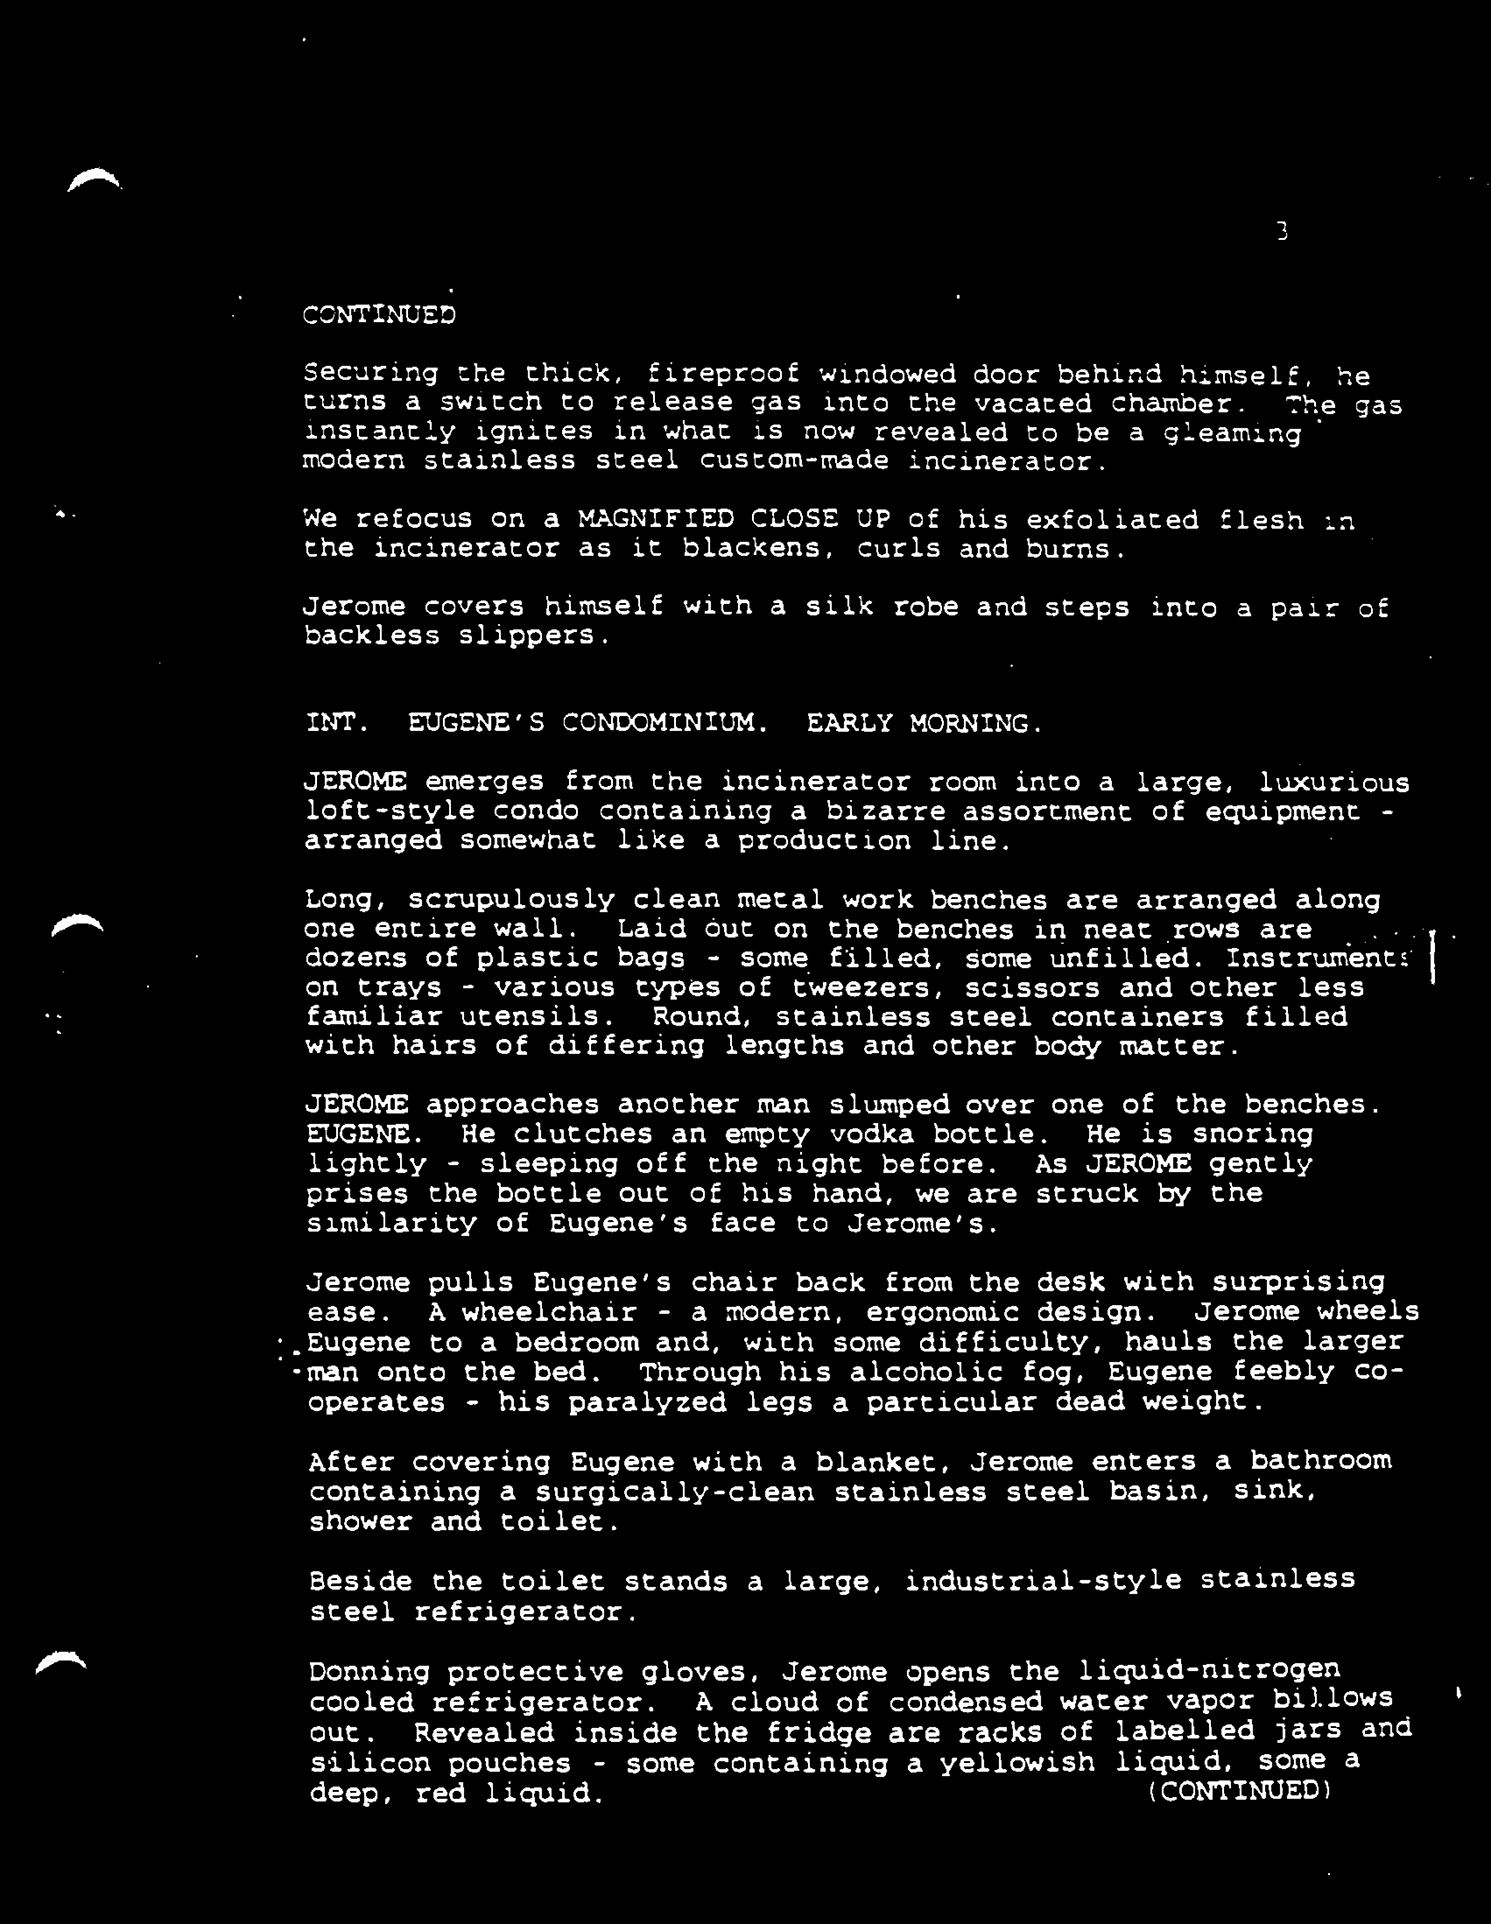 3
CONTINUED
Securing the thick, fireproof windowed door behind himself, he
turns a switch to release gas into the vacated chamber.  The gas
instantly ignites in what is now revealed to be a gleaming
modern stainless steel custom-made incinerator.
We refocus on a MAGNIFIED CLOSE UP of his exfoliated flesh in
the incinerator as it blackens, curls and burns.
Jerome covers himself with a silk robe and steps into a pair of
backless slippers.
INT.  EUGENE'S CONDOMINIUM.  EARLY MORNING.
JEROME emerges from the incinerator room into a large, luxurious
loft-style condo containing a bizarre assortment of equipment -
arranged somewhat like a production line.
Long, scrupulously clean metal work benches are arranged along
one entire wall.  Laid out on the benches in neat rows are
dozens of plastic bags - some filled, some unfilled. Instruments
on trays - various types of tweezers, scissors and other less
familiar utensils.  Round, stainless steel containers filled
with hairs of differing lengths and other body matter.
JEROME approaches another man slumped over one of the benches.
EUGENE.  He clutches an empty vodka bottle.  He is snoring
lightly - sleeping off the night before.  As JEROME gently
prises the bottle out of his hand, we are struck by the
similarity of Eugene's face to Jerome's.
Jerome pulls Eugene's chair back from the desk with surprising
ease.  A wheelchair - a modern, ergonomic design.  Jerome wheels
Eugene to a bedroom and, with some difficulty, hauls the larger
man onto the bed.  Through his alcoholic fog, Eugene feebly co-
operates - his paralyzed legs a particular dead weight.
After covering Eugene with a blanket, Jerome enters a bathroom
containing a surgically-clean stainless steel basin, sink,
shower and toilet.
Beside the toilet stands a large, industrial-style stainless
steel refrigerator.
Donning protective gloves, Jerome opens the liquid-nitrogen
cooled refrigerator.  A cloud of condensed water vapor billows
out.  Revealed inside the fridge are racks of labelled jars and
silicon pouches - some containing a yellowish liquid, some a
deep, red liquid.
(CONTINUED)